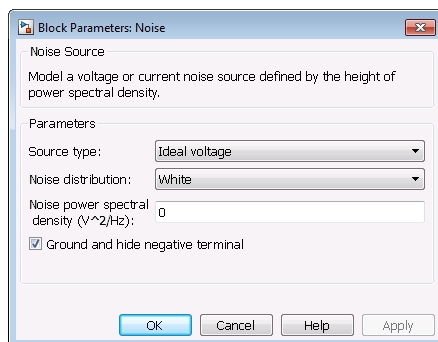 Block Parameters: Noise
Noise Source
Model a voltage or current noise source defined by the height of
power spectral density.
Parameters
Source type: Ideal voltage
Noise distribution: White
Noise power spectral
density (V^2/Hz): 0
Ground and hide negative terminal
OK Cancel Help Apply